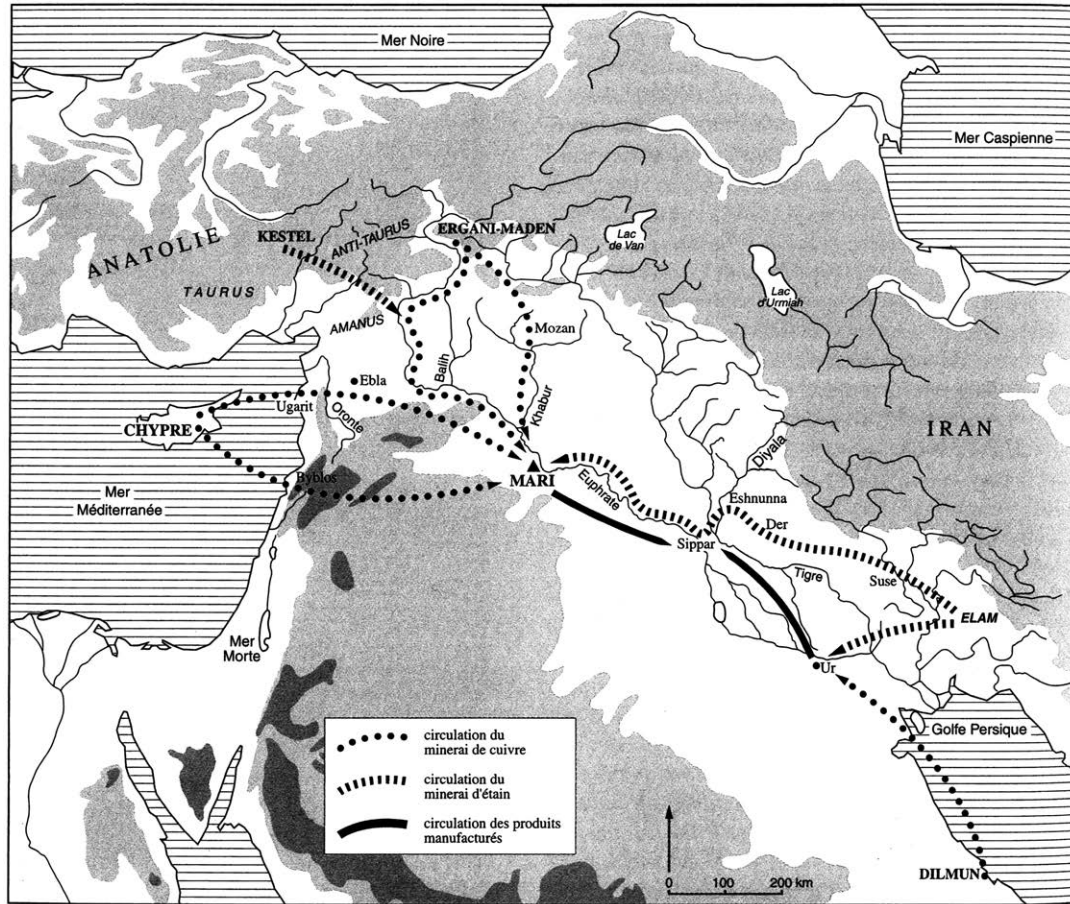 Mer Noire
Mer Caspienne
ANATOLIE
KESTEL
ANTI-TAURUS
ERGANI-MADEN
Lac
de Van
TAURUS
Lac
d'Urmiah
AMANUS
Mozan
Balih
Ebla
Khabur
Ugarit
Oronte
CHYPRE
IRAN
Diyala
Byblos
MARI
Euphrate
Mer
Méditerranée
Eshnunna
Der
Sippar
Tigre
Suse
ELAM
Mer
Morte
Ur
Golfe Persique
circulation du
minerai de cuivre
circulation du
minerai d'étain
circulation des produits
manufacturés
0 100 200 km
DILMUN